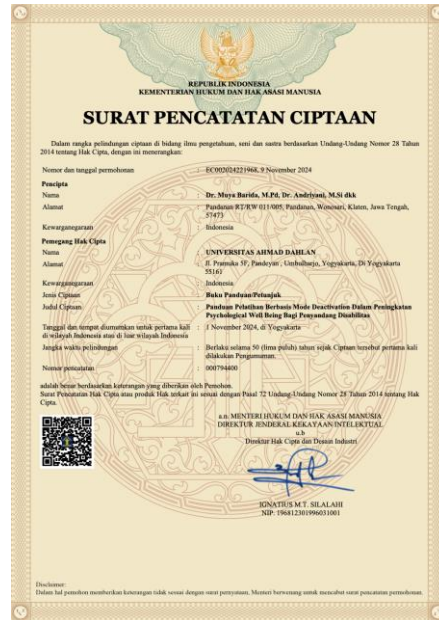 REPUBLIK INDONESIA
KEMENTERIAN HUKUM DAN HAK ASASI MANUSIA
SURAT PENCATATAN CIPTAAN
Dalam rangka pelindungan ciptaan di bidang ilmu pengetahuan, seni dan sastra berdasarkan Undang-Undang Nomor 28 Tahun
2014 tentang Hak Cipta, dengan ini menerangkan:
Nomor dan tanggal permohonan : EC002024221968, 9 November 2024
Pencipta
Nama : Dr. Muya Barida, M.Pd, Dr. Andriyani, M.Si dkk
Alamat : Pandanan RT/RW 011/005, Pandanan, Wonosari, Klaten, Jawa Tengah,
57473
Kewarganegaraan : Indonesia
Pemegang Hak Cipta
Nama : UNIVERSITAS AHMAD DAHLAN
Alamat : Jl. Pramuka 5F, Pandeyan, Umbulharjo, Yogyakarta, Di Yogyakarta
55161
Kewarganegaraan : Indonesia
Jenis Ciptaan : Buku Panduan/Petunjuk
Judul Ciptaan : Panduan Pelatihan Berbasis Mode Deactivation Dalam Peningkatan
Psychological Well Being Bagi Penyandang Disabilitas
Tanggal dan tempat diumumkan untuk pertama kali : 1 November 2024, di Yogyakarta
di wilayah Indonesia atau di luar wilayah Indonesia
Jangka waktu pelindungan : Berlaku selama 50 (lima puluh) tahun sejak Ciptaan tersebut pertama kali
dilakukan Pengumuman.
Nomor pencatatan : 000794400
adalah benar berdasarkan keterangan yang diberikan oleh Pemohon.
Surat Pencatatan Hak Cipta atau produk Hak terkait ini sesuai dengan Pasal 72 Undang-Undang Nomor 28 Tahun 2014 tentang Hak
Cipta.
a.n. MENTERI HUKUM DAN HAK ASASI MANUSIA
DIREKTUR JENDERAL KEKAYAAN INTELEKTUAL
u.b
Direktur Hak Cipta dan Desain Industri
IGNATIUS M.T. SILALAHI
NIP. 196812301996031001
Disclaimer:
Dalam hal pemohon memberikan keterangan tidak sesuai dengan surat pernyataan, Menteri berwenang untuk mencabut surat pencatatan permohonan.